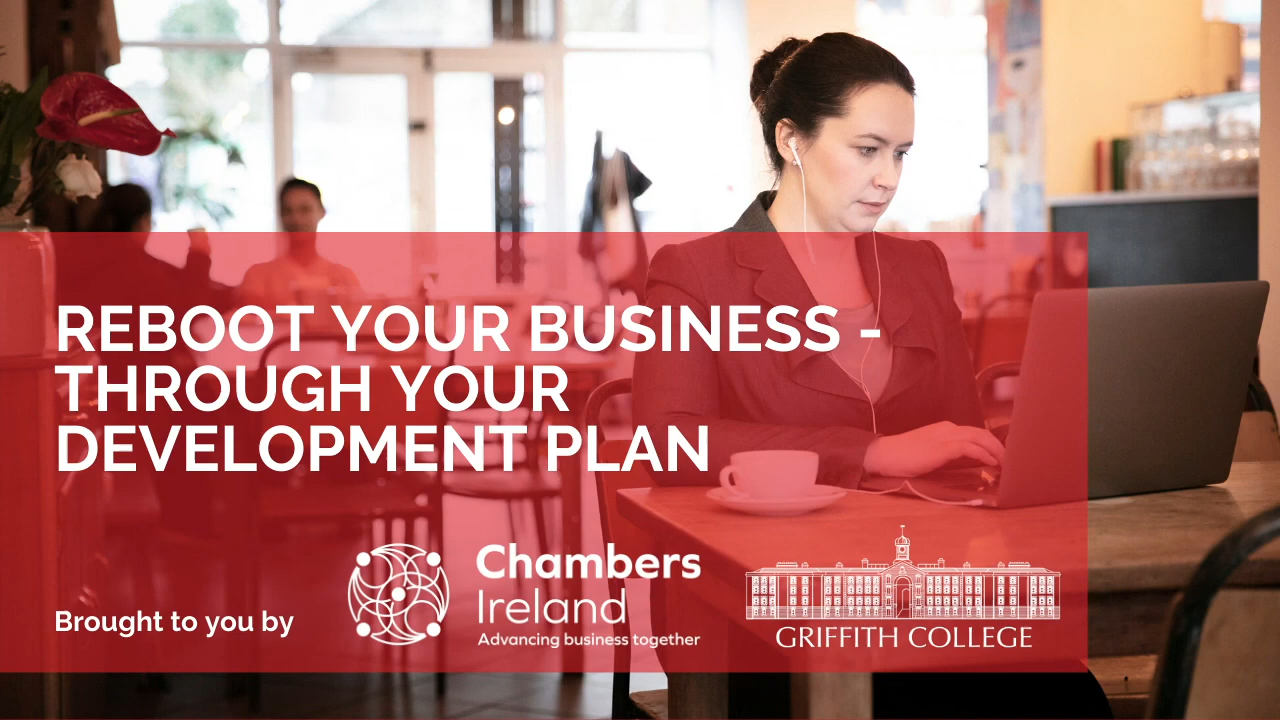 REBOOT YOUR BUSINESS -
THROUGH YOUR
DEVELOPMENT PLAN
Brought to you by
Chambers
Ireland
Advancing business together
GRIFFITH COLLEGE